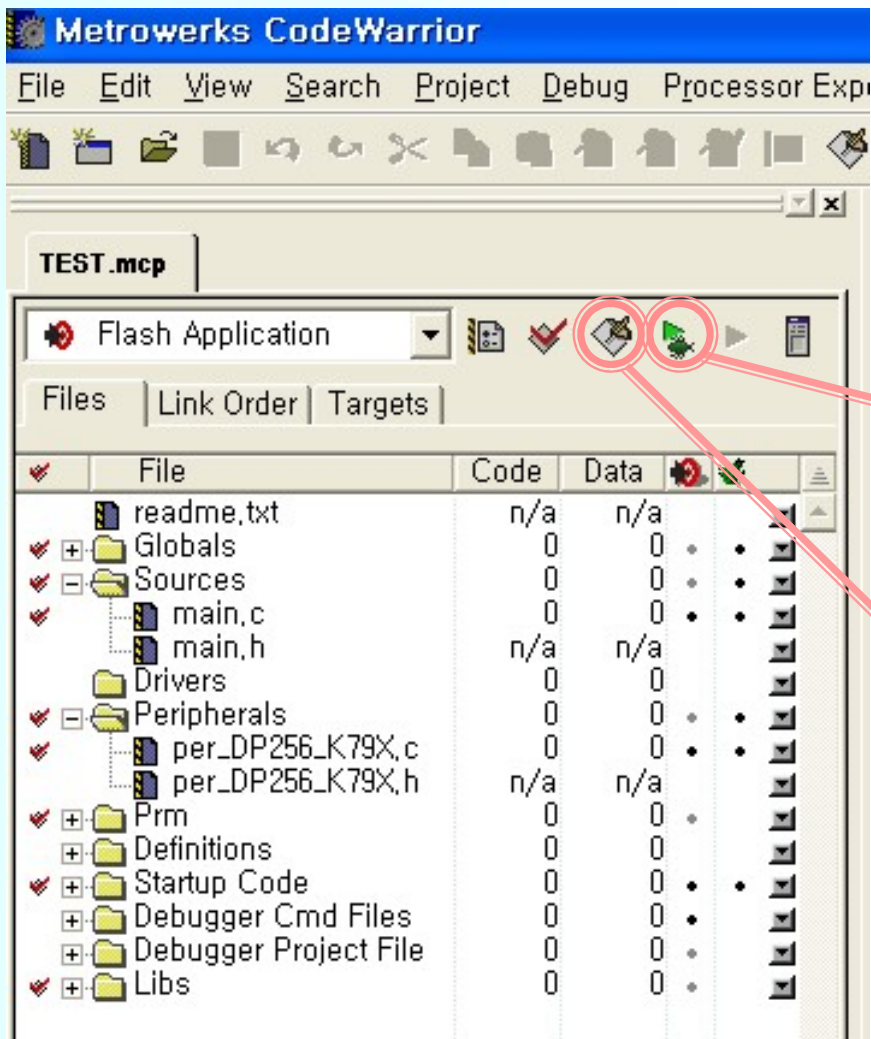 Metrowerks CodeWarrior
File Edit View Search Project Debug Processor Expe
TEST.mcp
Flash Application
Files Link Order Targets
File Code Data
readme.txt n/a n/a
Globals 0 0
Sources 0 0
main.c 0 0
main.h n/a n/a
Drivers 0 0
Peripherals 0 0
per_DP256_K79X.c 0 0
per_DP256_K79X.h n/a n/a
Prm 0 0
Definitions 0 0
Startup Code 0 0
Debugger Cmd Files 0 0
Debugger Project File 0 0
Libs 0 0